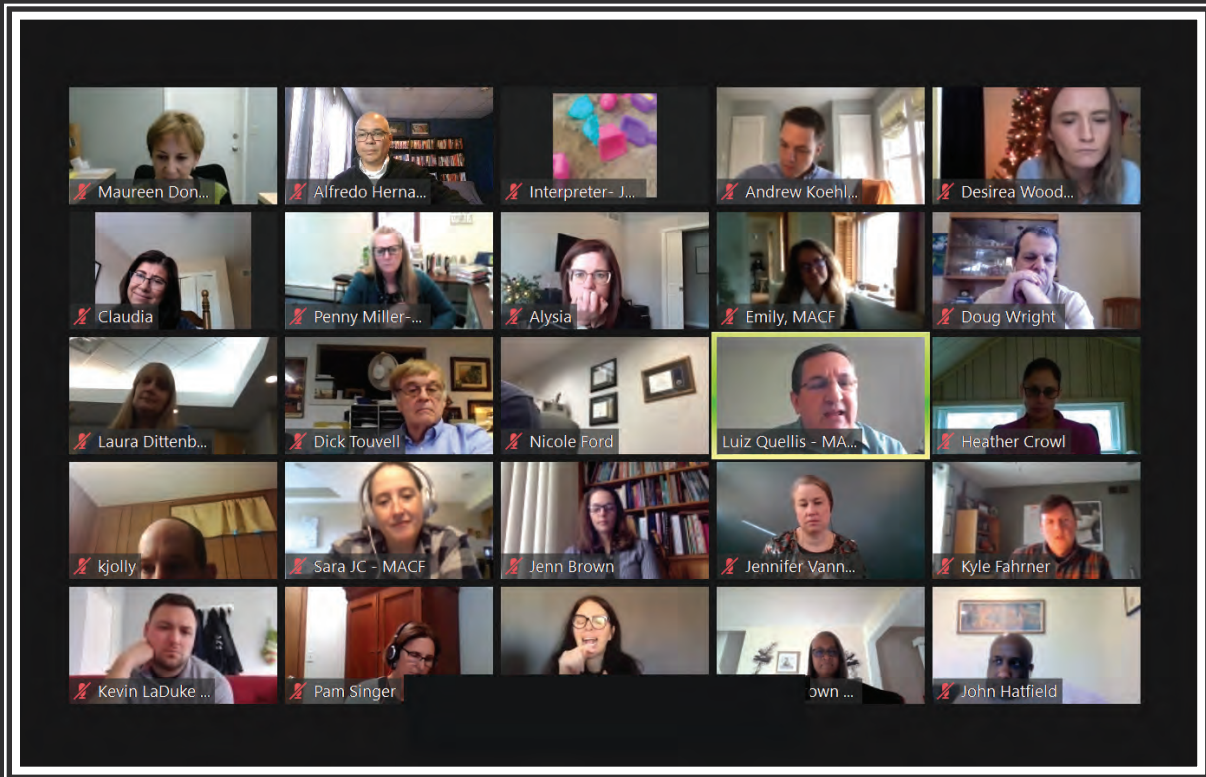 Maureen Don...
Alfredo Herna...
Interpreter- J...
Andrew Koehl...
Desirea Wood...
Claudia
Penny Miller-...
Alysia
Emily, MACF
Doug Wright
Laura Dittenb...
Dick Touvell
Nicole Ford
Luiz Quellis - MA...
Heather Crowl
kjolly
Sara JC - MACF
Jenn Brown
Jennifer Vann...
Kyle Fahrner
Kevin LaDuke ...
Pam Singer
own ...
John Hatfield